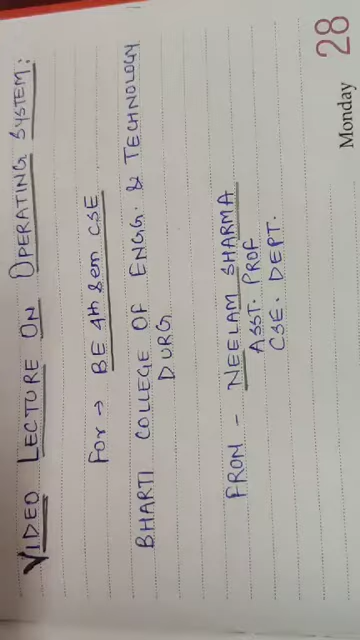 VIDEO LECTURE ON OPERATING SYSTEM:
For → BE 4th Sem CSE
BHARTI COLLEGE OF ENGG. & TECHNOLOGY
DURG
FROM - NEELAM SHARMA
ASST. PROF
CSE. DEPT.
Monday 28